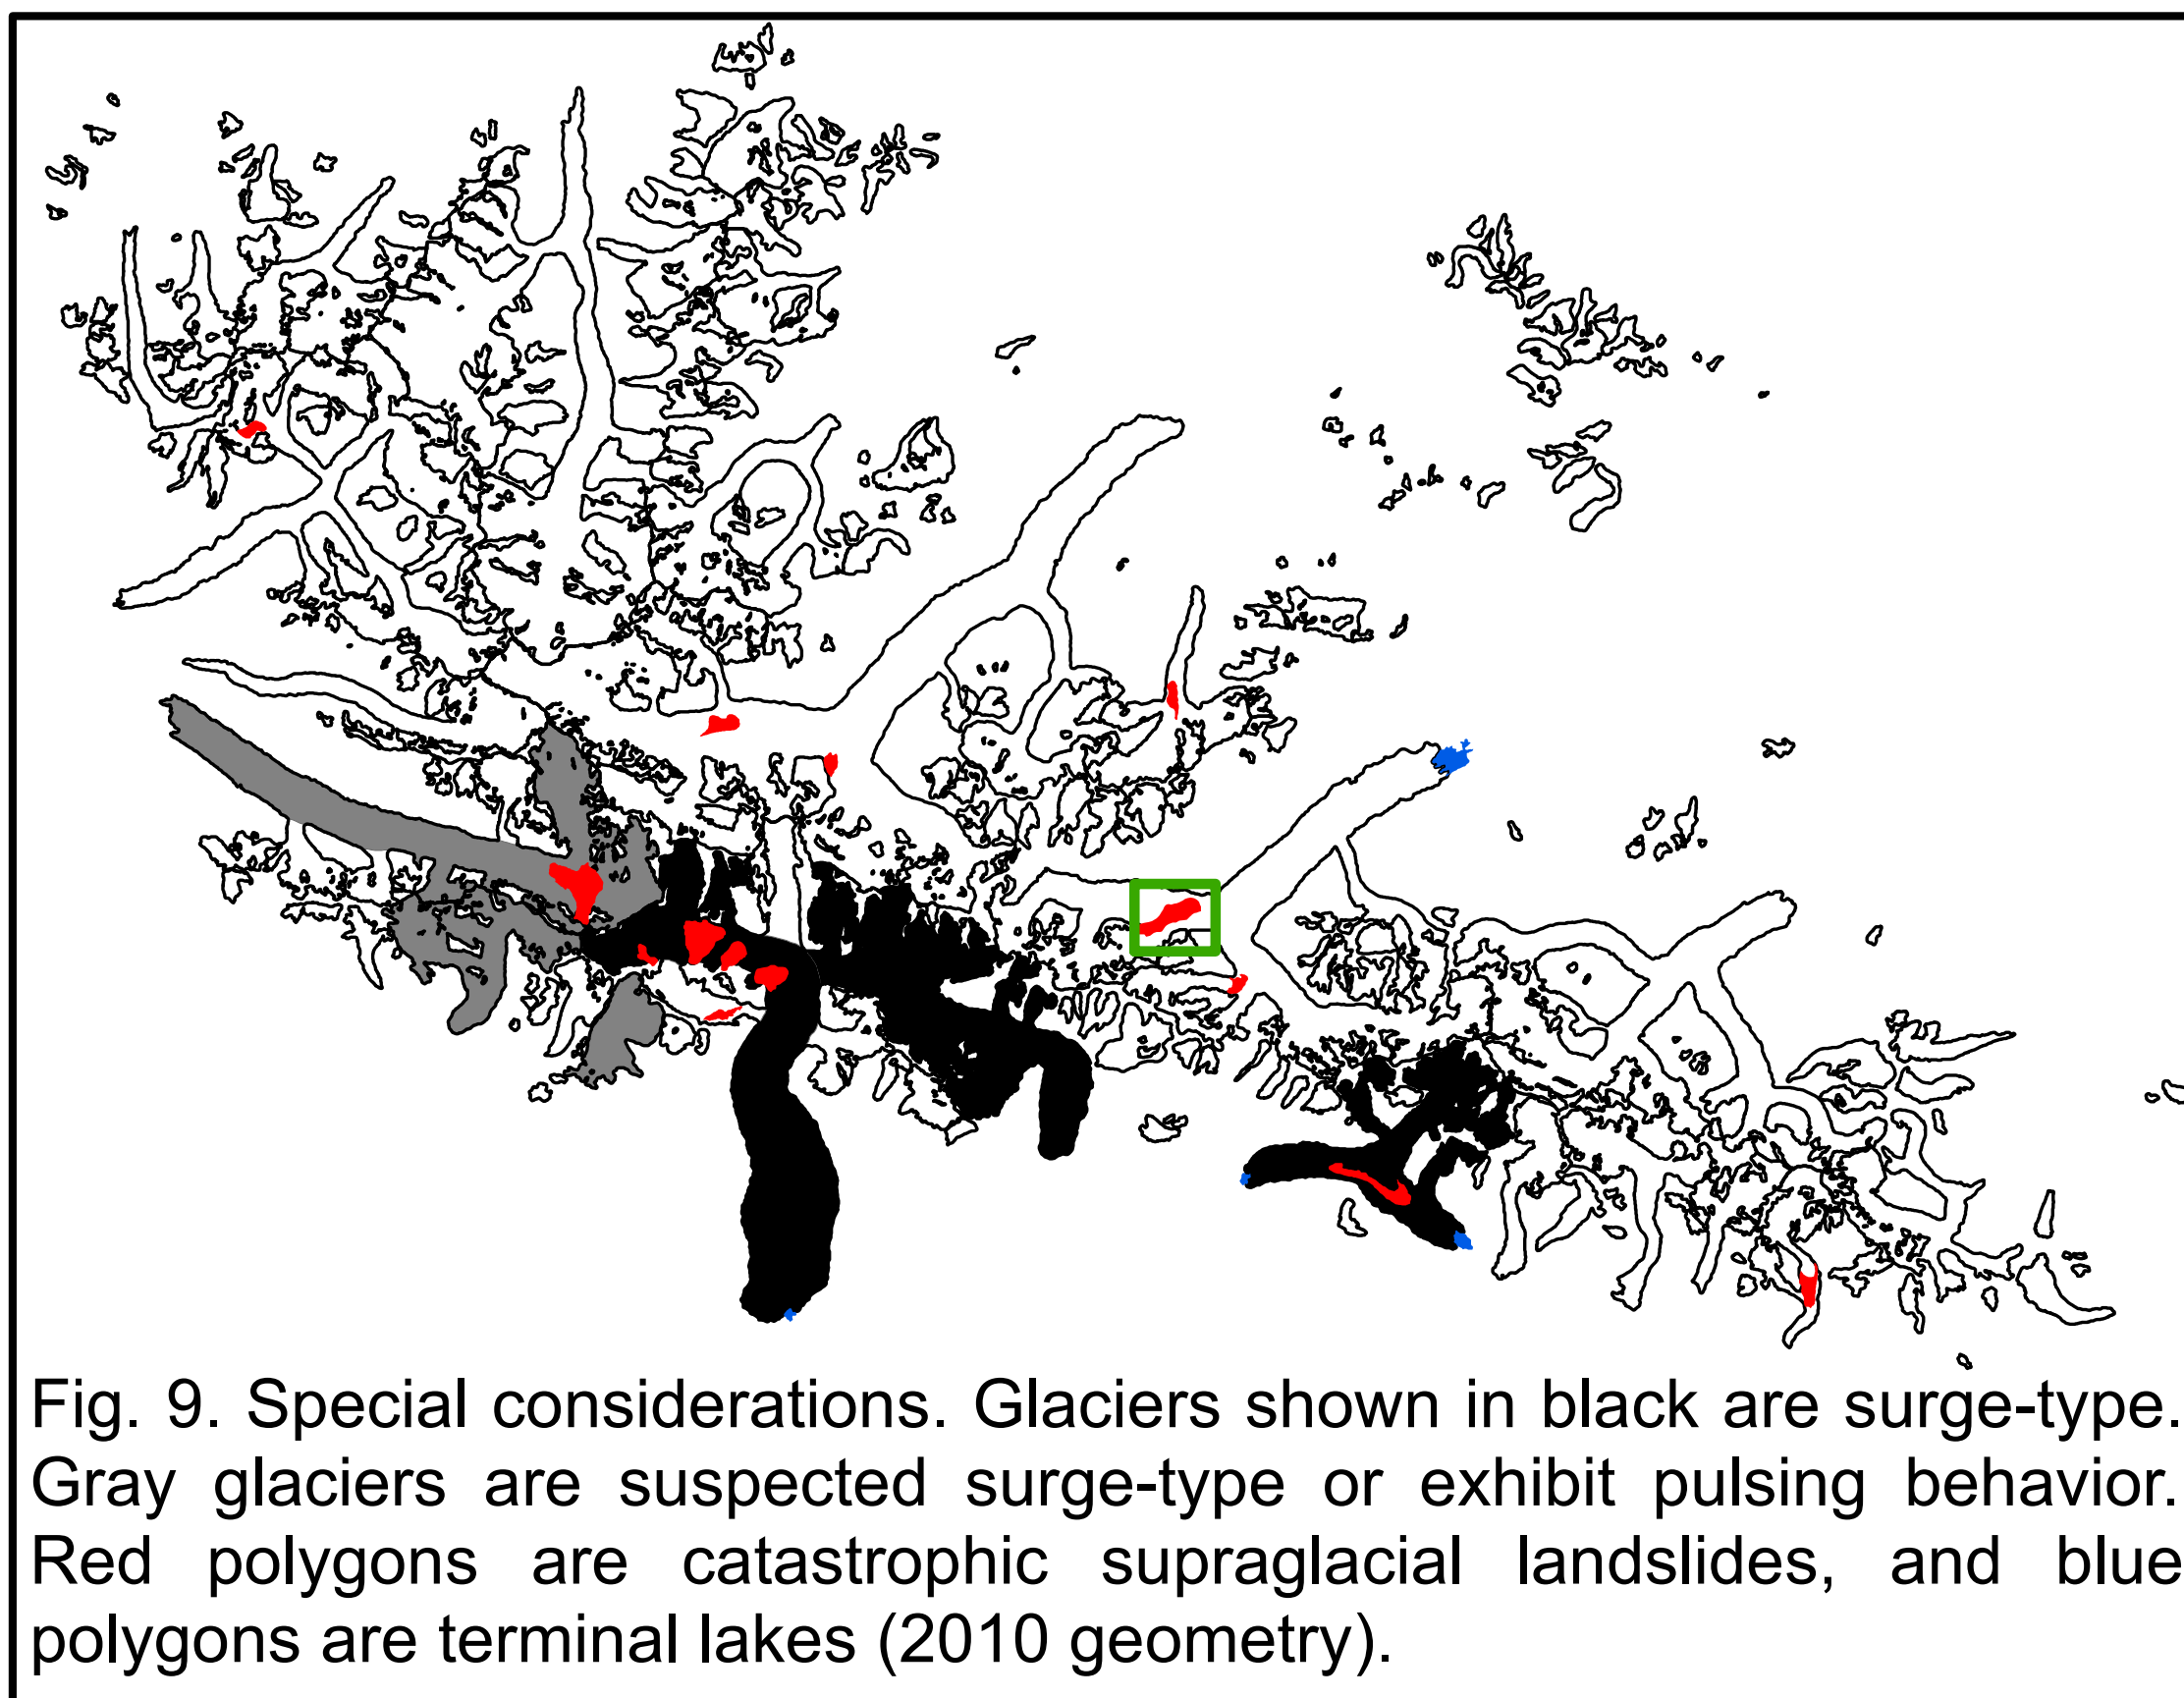 Fig. 9. Special considerations. Glaciers shown in black are surge-type.
Gray glaciers are suspected surge-type or exhibit pulsing behavior.
Red polygons are catastrophic supraglacial landslides, and blue
polygons are terminal lakes (2010 geometry).